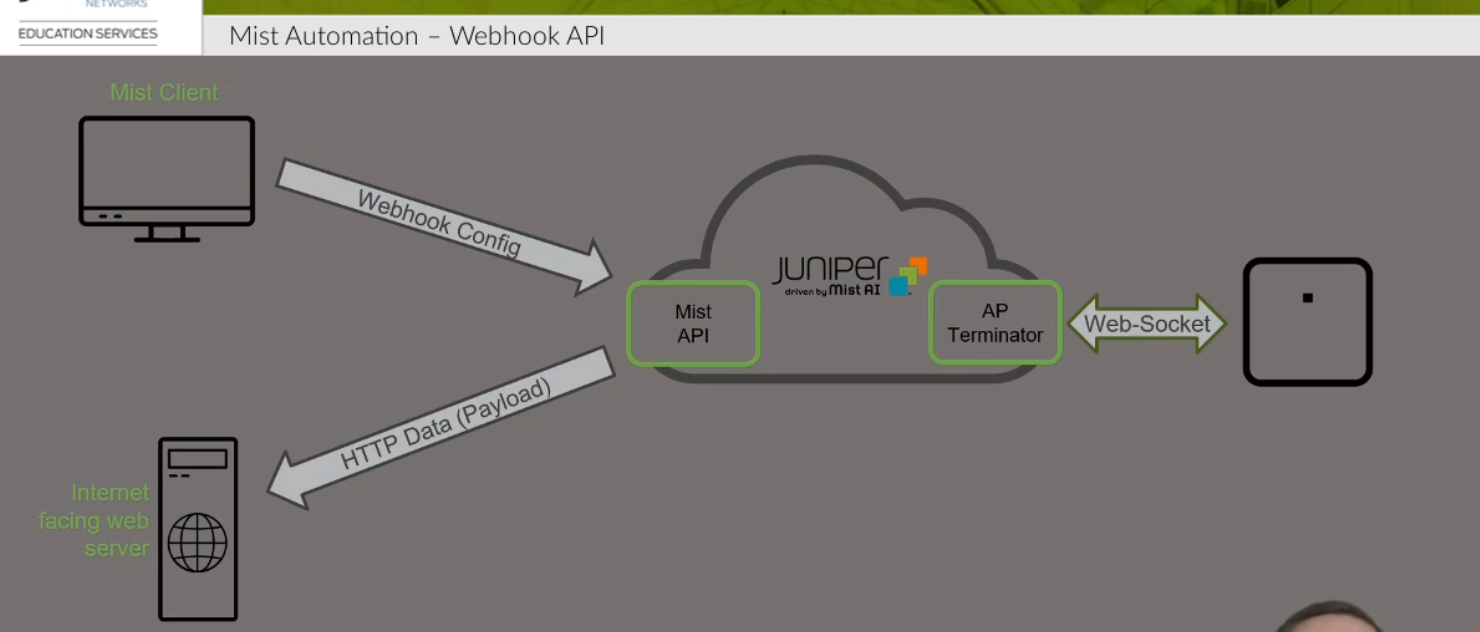 NETWORKS
EDUCATION SERVICES
Mist Automation – Webhook API
Mist Client
Webhook Config
JUNIPer
driven by Mist AI
Mist
API
AP
Terminator
Web-Socket
HTTP Data (Payload)
Internet
facing web
server